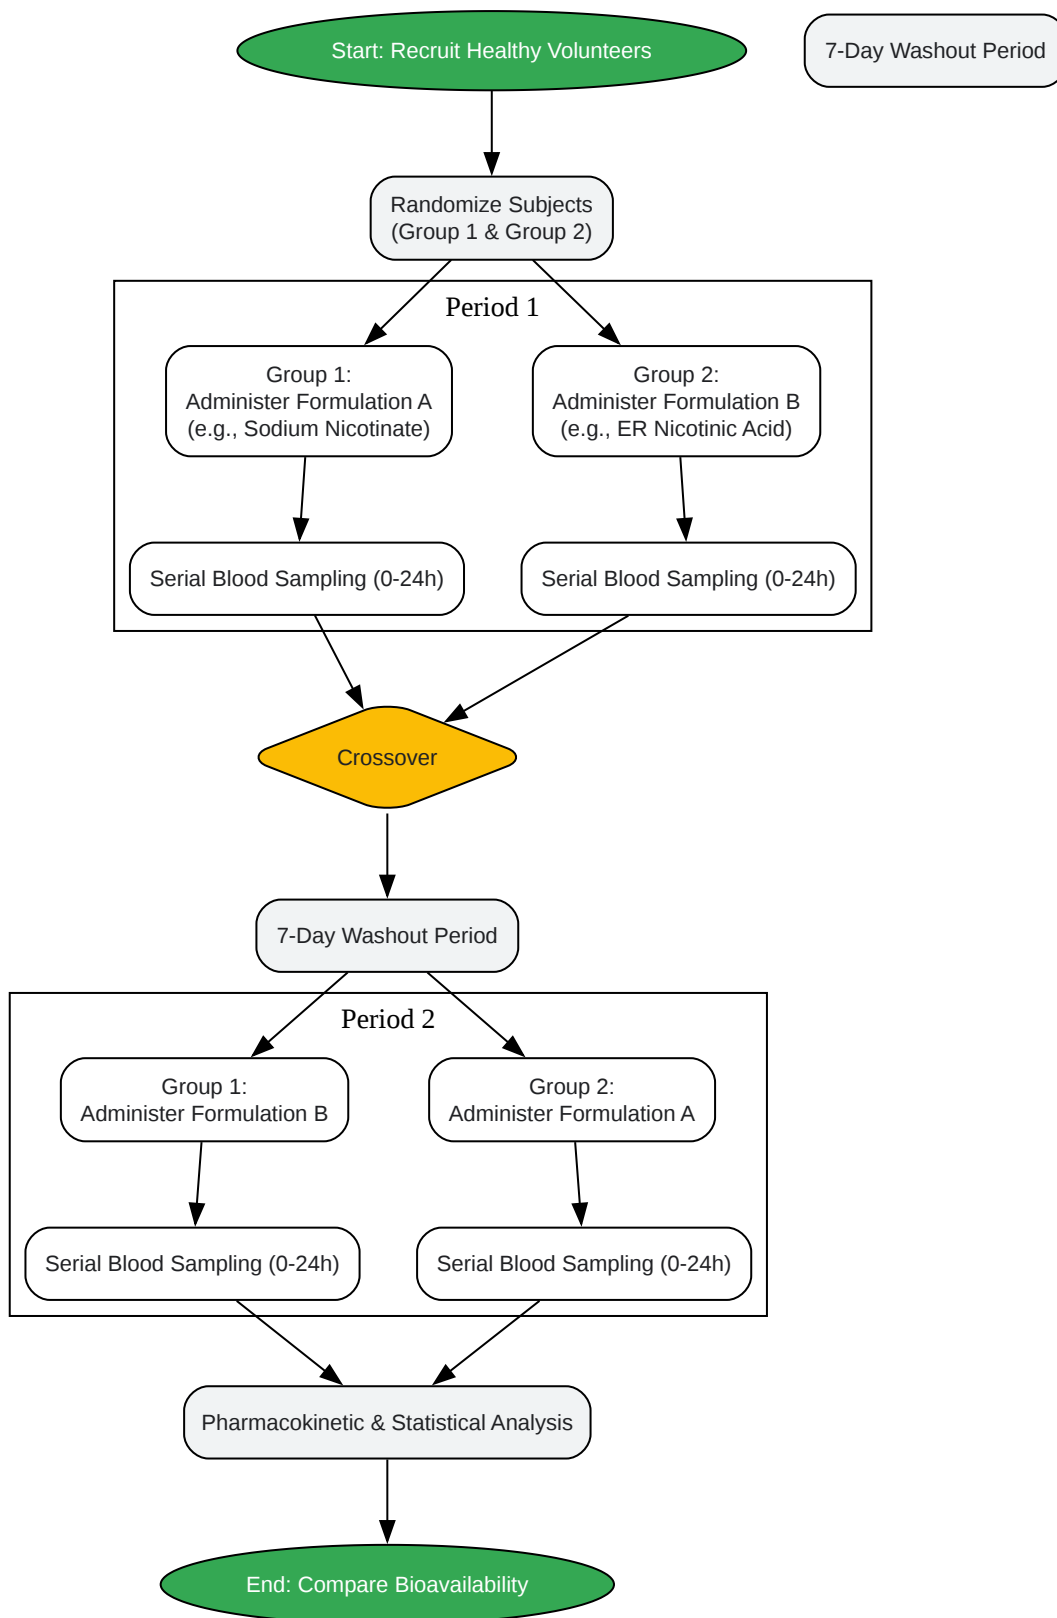 Start: Recruit Healthy Volunteers
7-Day Washout Period
Randomize Subjects
(Group 1 & Group 2)
Period 1
Group 1:
Administer Formulation A
(e.g., Sodium Nicotinate)
Group 2:
Administer Formulation B
(e.g., ER Nicotinic Acid)
Serial Blood Sampling (0-24h)
Serial Blood Sampling (0-24h)
Crossover
7-Day Washout Period
Period 2
Group 1:
Administer Formulation B
Group 2:
Administer Formulation A
Serial Blood Sampling (0-24h)
Serial Blood Sampling (0-24h)
Pharmacokinetic & Statistical Analysis
End: Compare Bioavailability